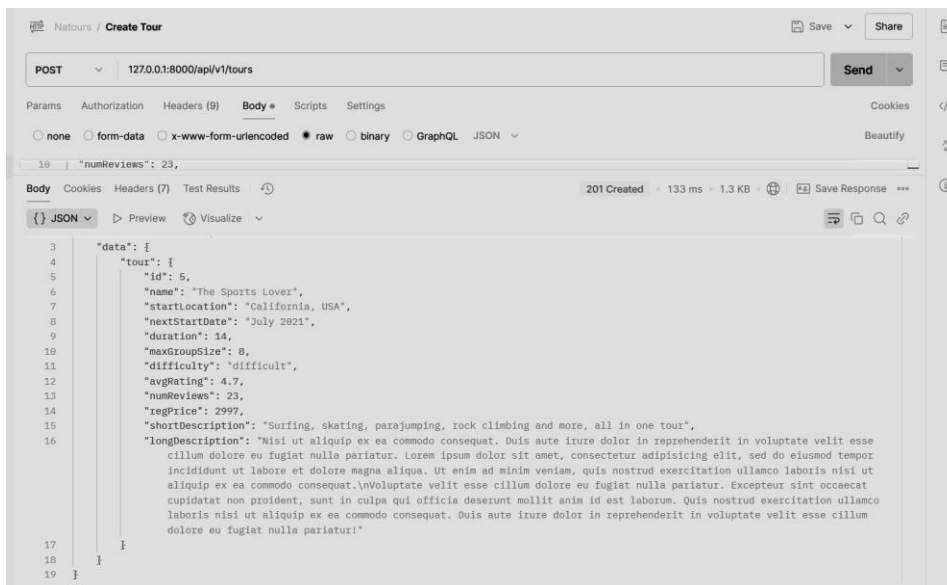 HTTP Natours / Create Tour Save Share
POST 127.0.0.1:8000/api/v1/tours Send
Params Authorization Headers (9) Body Scripts Settings Cookies
none form-data x-www-form-urlencoded raw binary GraphQL JSON Beautify
10 "numReviews": 23,
Body Cookies Headers (7) Test Results 201 Created 133 ms 1.3 KB Save Response
{} JSON Preview Visualize
3 "data": {
4 "tour": {
5 "id": 5,
6 "name": "The Sports Lover",
7 "startLocation": "California, USA",
8 "nextStartDate": "July 2021",
9 "duration": 14,
10 "maxGroupSize": 8,
11 "difficulty": "difficult",
12 "avgRating": 4.7,
13 "numReviews": 23,
14 "regPrice": 2997,
15 "shortDescription": "Surfing, skating, parajumping, rock climbing and more, all in one tour",
16 "longDescription": "Nisi ut aliquip ex ea commodo consequat. Duis aute irure dolor in reprehenderit in voluptate velit esse
cillum dolore eu fugiat nulla pariatur. Lorem ipsum dolor sit amet, consectetur adipisicing elit, sed do eiusmod tempor
incididunt ut labore et dolore magna aliqua. Ut enim ad minim veniam, quis nostrud exercitation ullamco laboris nisi ut
aliquip ex ea commodo consequat.\nVoluptate velit esse cillum dolore eu fugiat nulla pariatur. Excepteur sint occaecat
cupidatat non proident, sunt in culpa qui officia deserunt mollit anim id est laborum. Quis nostrud exercitation ullamco
laboris nisi ut aliquip ex ea commodo consequat. Duis aute irure dolor in reprehenderit in voluptate velit esse cillum
dolore eu fugiat nulla pariatur!"
17 }
18 }
19 }